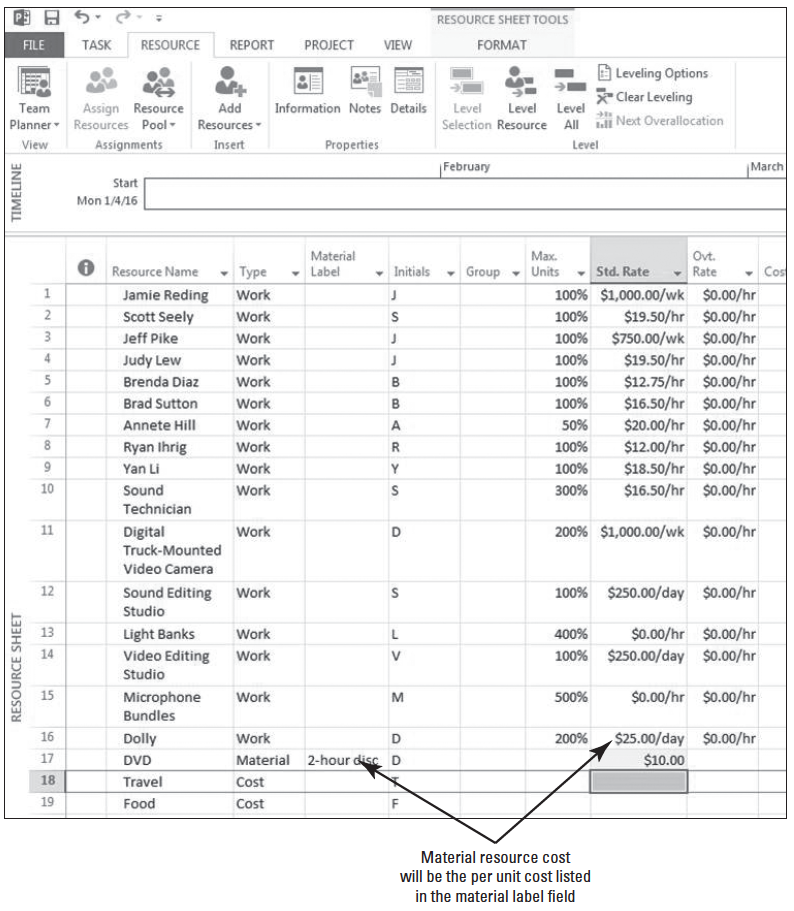 RESOURCE SHEET TOOLS
FILE TASK RESOURCE REPORT PROJECT VIEW FORMAT
Team Planner
Assign Resources
Resource Pool
Add Resources
Information Notes Details
Level Selection
Level Resource
Level All
Leveling Options
Clear Leveling
Next Overallocation
View Assignments Insert Properties Level
TIMELINE
February March
Start
Mon 1/4/16
RESOURCE SHEET
Resource Name Type Material Label Initials Group Max. Units Std. Rate Ovt. Rate Cos
1 Jamie Reding Work J 100% $1,000.00/wk $0.00/hr
2 Scott Seely Work S 100% $19.50/hr $0.00/hr
3 Jeff Pike Work J 100% $750.00/wk $0.00/hr
4 Judy Lew Work J 100% $19.50/hr $0.00/hr
5 Brenda Diaz Work B 100% $12.75/hr $0.00/hr
6 Brad Sutton Work B 100% $16.50/hr $0.00/hr
7 Annete Hill Work A 50% $20.00/hr $0.00/hr
8 Ryan Ihrig Work R 100% $12.00/hr $0.00/hr
9 Yan Li Work Y 100% $18.50/hr $0.00/hr
10 Sound Work S 300% $16.50/hr $0.00/hr
Technician
11 Digital Work D 200% $1,000.00/wk $0.00/hr
Truck-Mounted
Video Camera
12 Sound Editing Work S 100% $250.00/day $0.00/hr
Studio
13 Light Banks Work L 400% $0.00/hr $0.00/hr
14 Video Editing Work V 100% $250.00/day $0.00/hr
Studio
15 Microphone Work M 500% $0.00/hr $0.00/hr
Bundles
16 Dolly Work D 200% $25.00/day $0.00/hr
17 DVD Material 2-hour disc D $10.00
18 Travel Cost T
19 Food Cost F
Material resource cost
will be the per unit cost listed
in the material label field